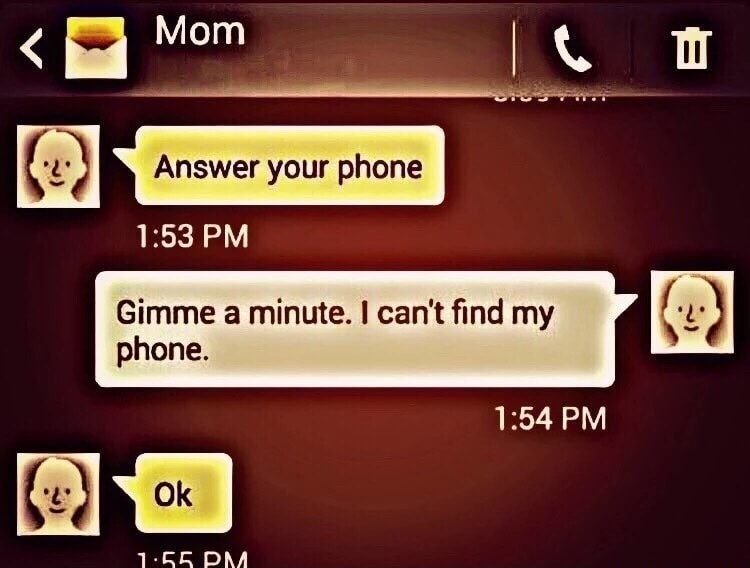 Mom
Answer your phone
1:53 PM
Gimme a minute. I can't find my
phone.
1:54 PM
Ok
1:55 PM